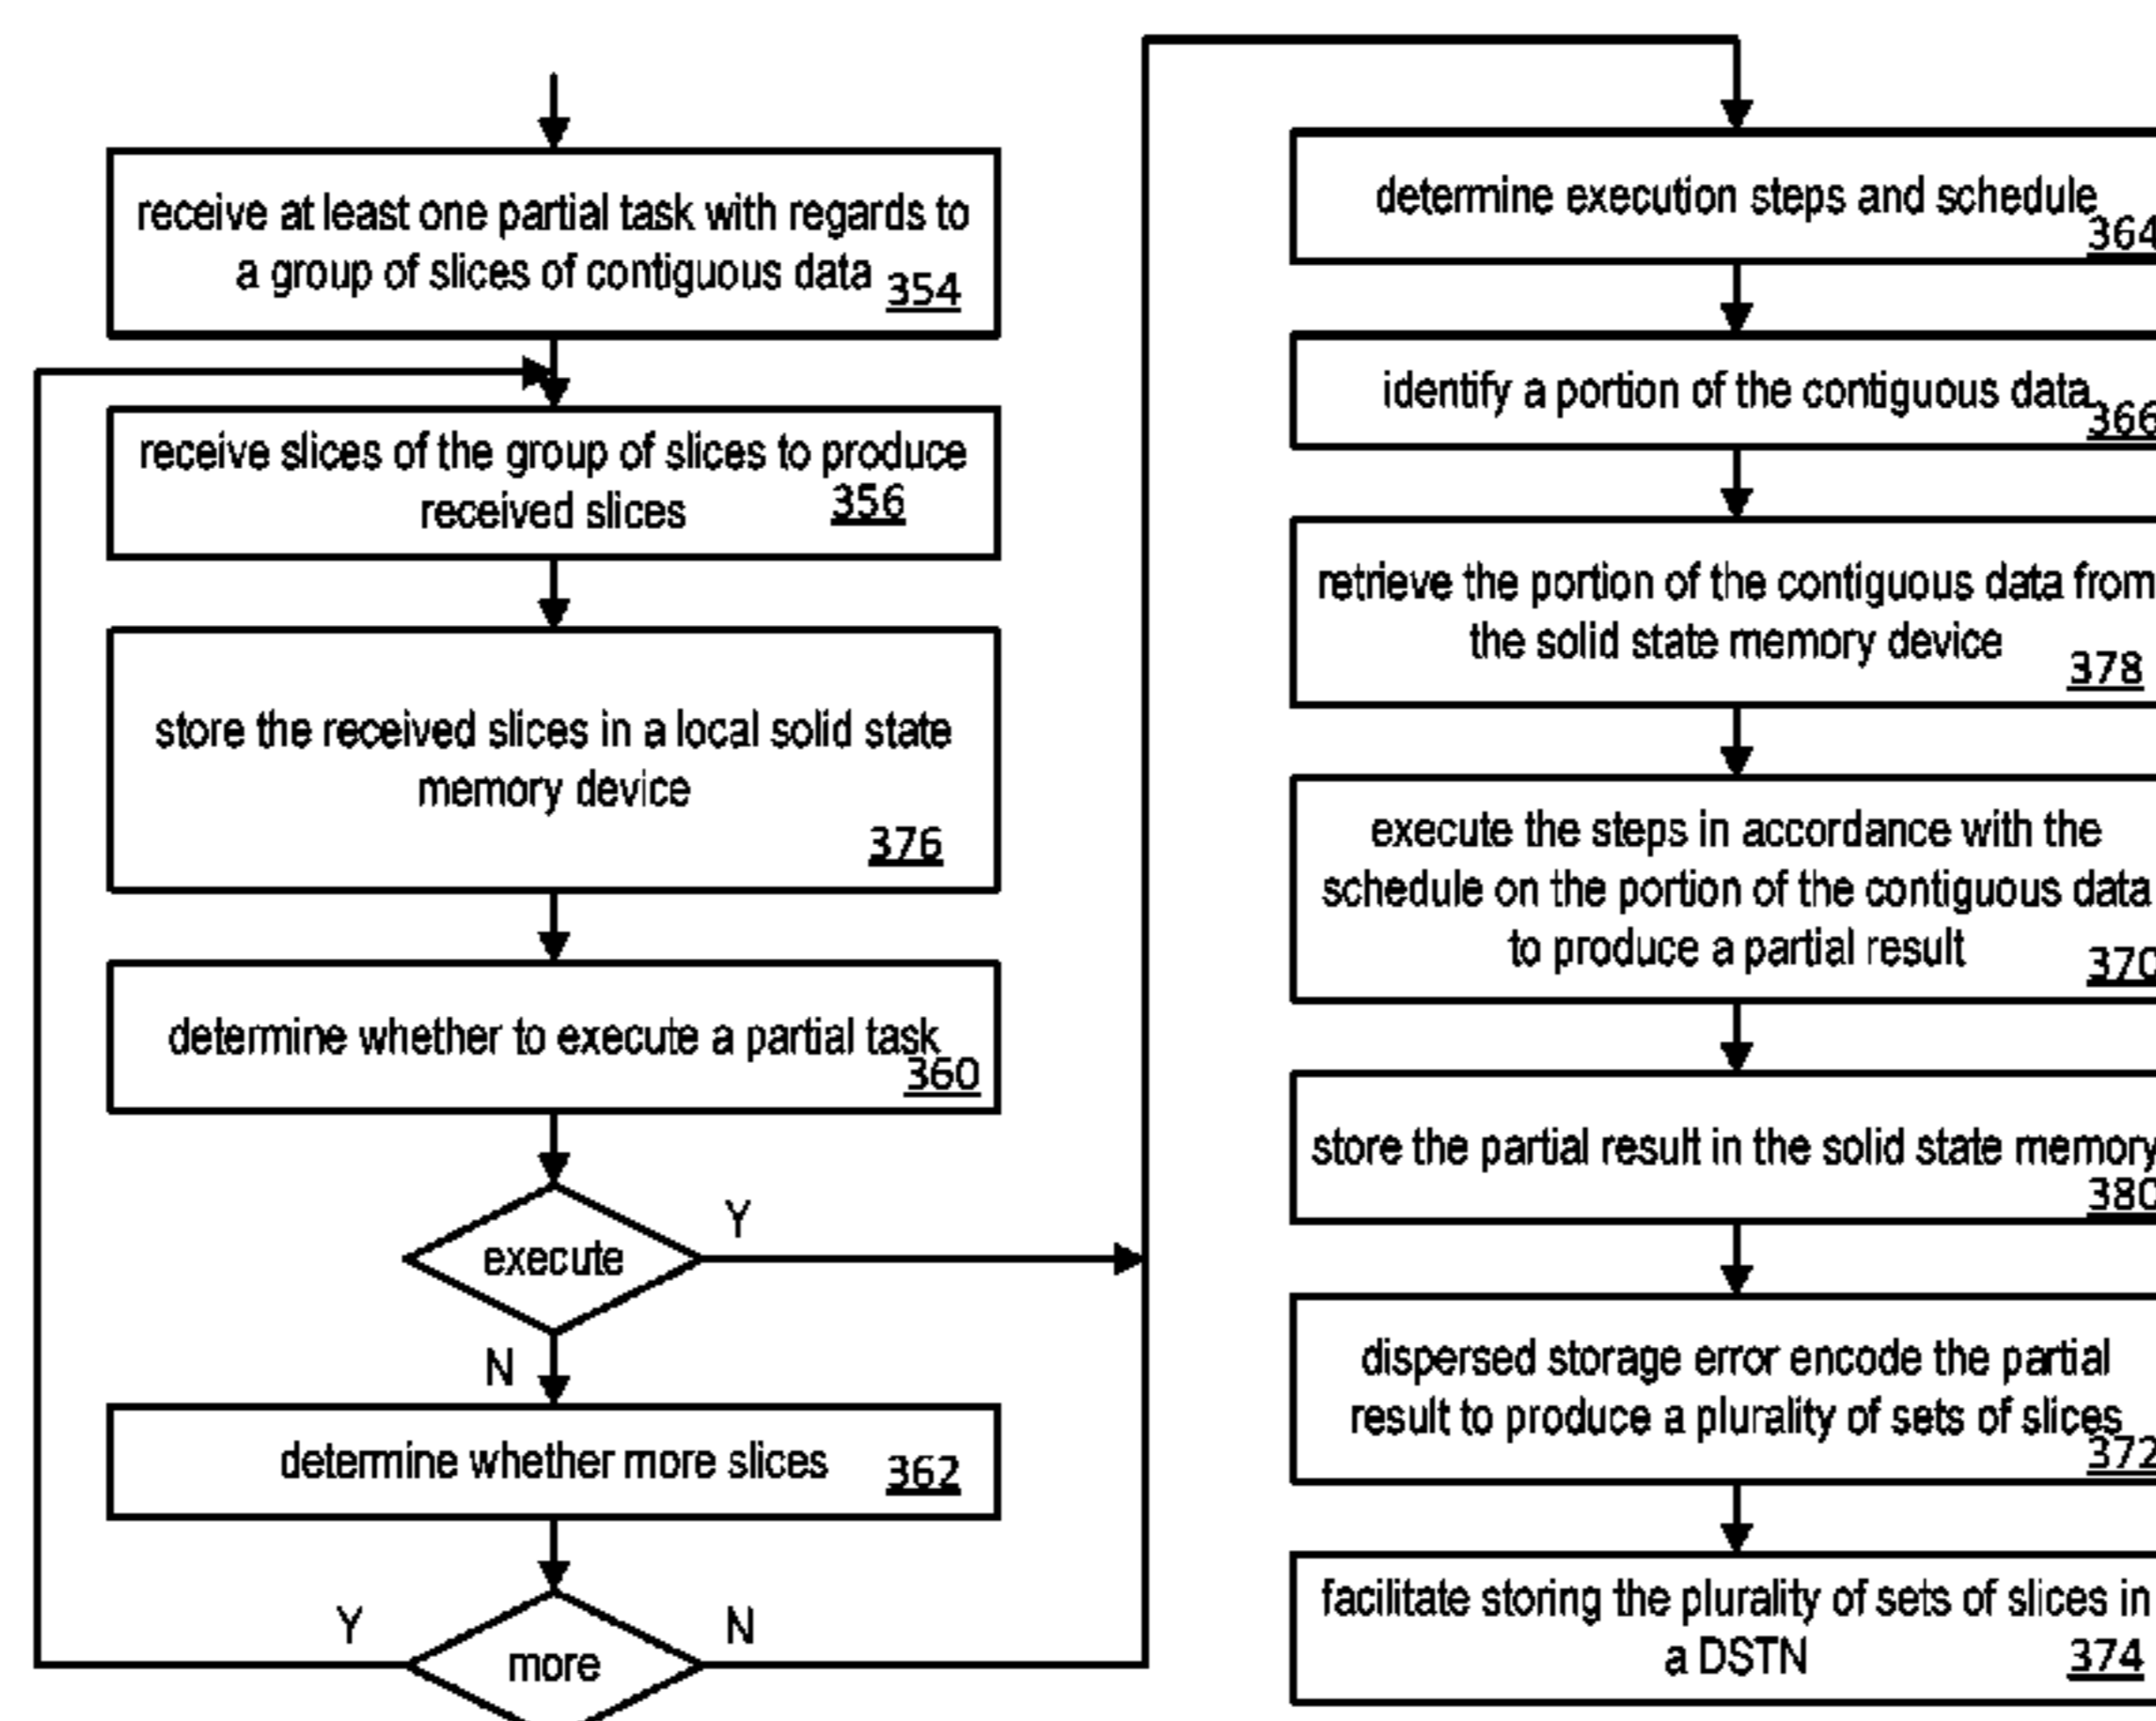 receive at least one partial task with regards to
a group of slices of contiguous data 354
receive slices of the group of slices to produce
received slices 356
store the received slices in a local solid state
memory device
376
determine whether to execute a partial task
360
execute
Y
N
determine whether more slices 362
Y
more
N
determine execution steps and schedule
364
identify a portion of the contiguous data
366
retrieve the portion of the contiguous data from
the solid state memory device
378
execute the steps in accordance with the
schedule on the portion of the contiguous data
to produce a partial result 370
store the partial result in the solid state memory
380
dispersed storage error encode the partial
result to produce a plurality of sets of slices
372
facilitate storing the plurality of sets of slices in
a DSTN 374